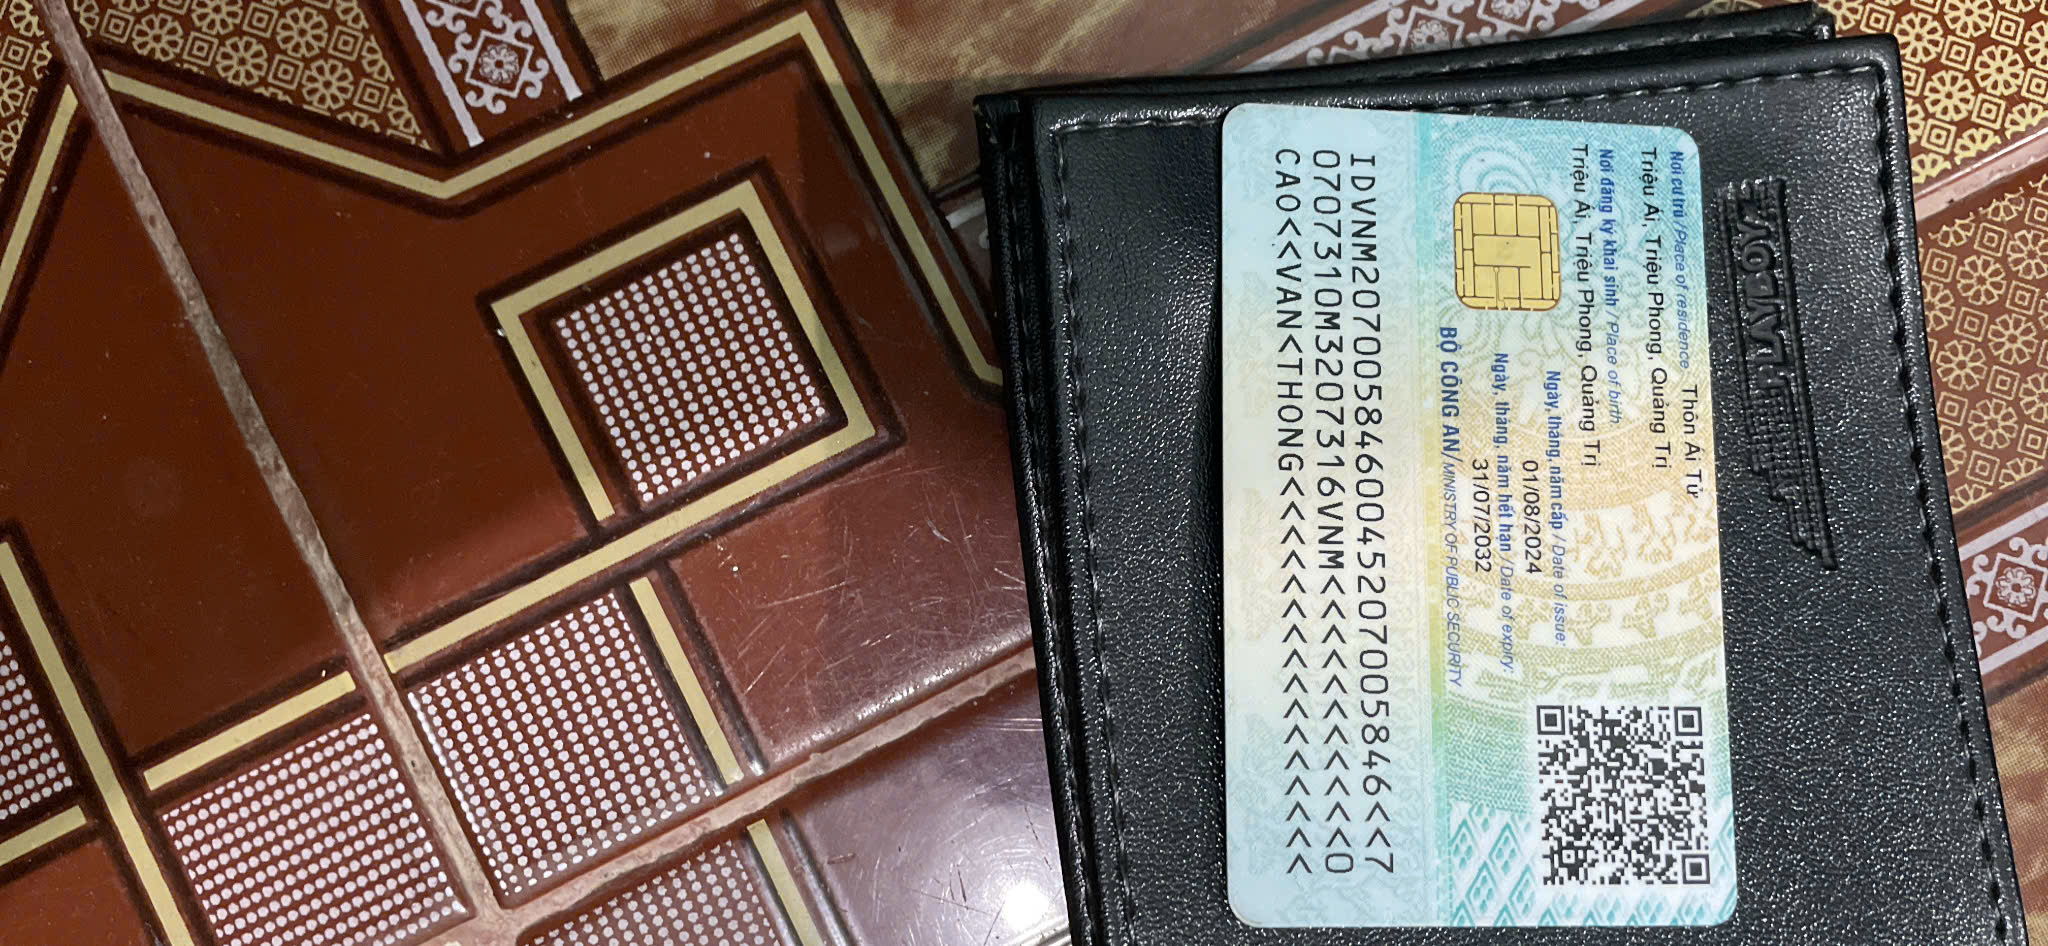 Nơi cư trú / Place of residence Thôn Ái Tử
Triệu Ái, Triệu Phong, Quảng Trị
Nơi đăng ký khai sinh / Place of birth
Triệu Ái, Triệu Phong, Quảng Trị
Ngày, tháng, năm cấp / Date of issue:
01/08/2024
Ngày, tháng, năm hết hạn / Date of expiry:
31/07/2032
BỘ CÔNG AN/MINISTRY OF PUBLIC SECURITY
IDVNM2070058460045207005846<<7
0707310M3207316VNM<<<<<<<<<<<0
CAO<<VAN<THONG<<<<<<<<<<<<<<<<